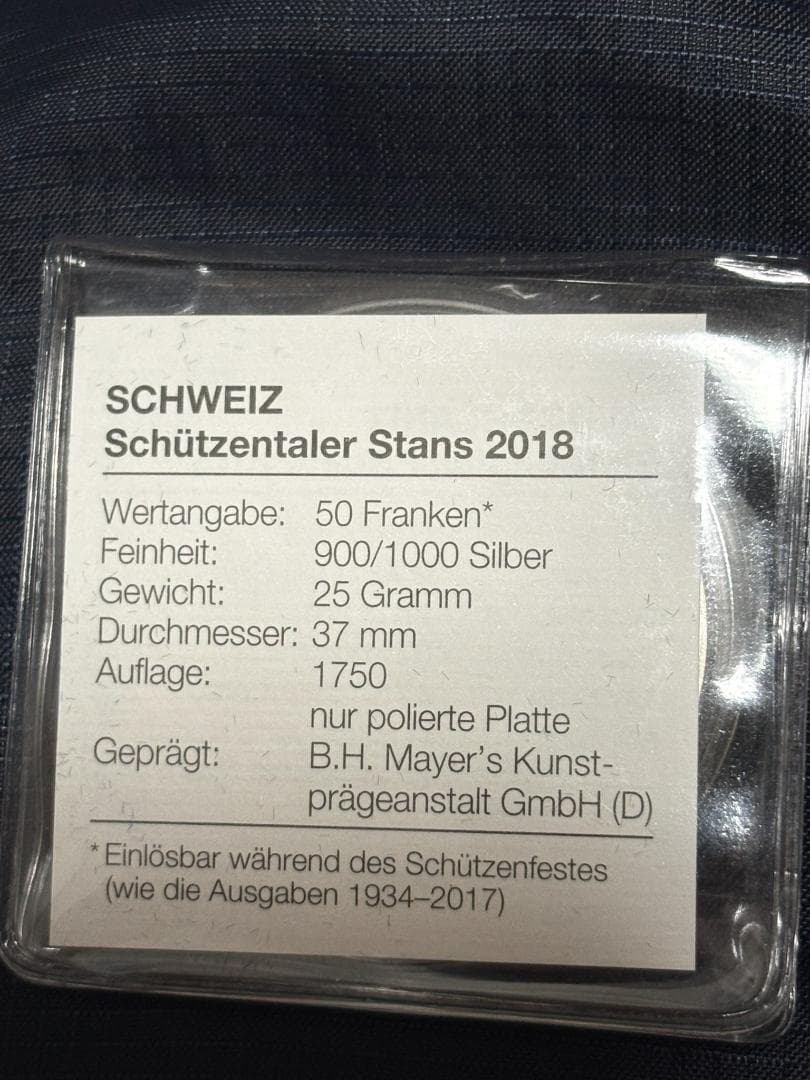 SCHWEIZ
Schützentaler Stans 2018
Wertangabe: 50 Franken*
Feinheit: 900/1000 Silber
Gewicht: 25 Gramm
Durchmesser: 37 mm
Auflage: 1750
nur polierte Platte
Geprägt: B.H. Mayer's Kunst-
prägeanstalt GmbH (D)
* Einlösbar während des Schützenfestes
(wie die Ausgaben 1934–2017)